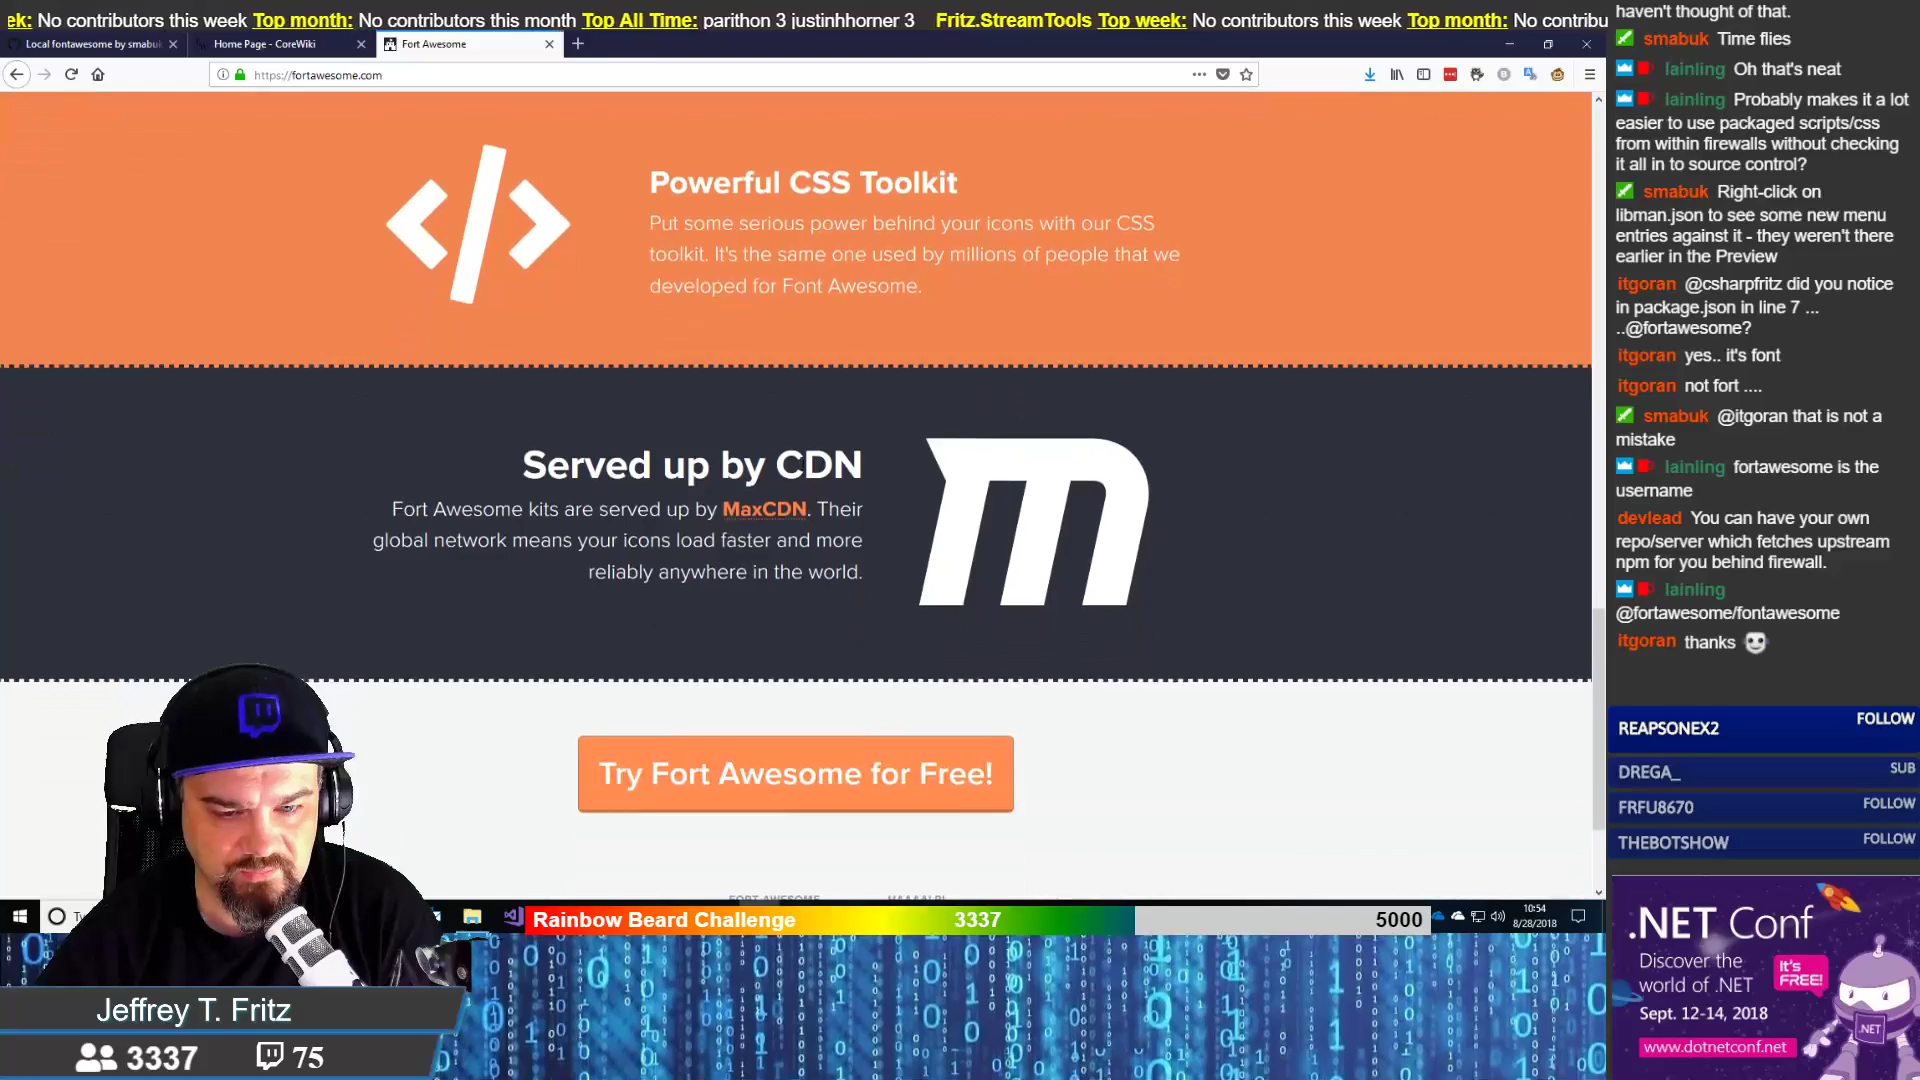 ek: No contributors this week Top month: No contributors this month Top All Time: parithon 3 justinhhorner 3 Fritz.StreamTools Top week: No contributors this week Top month: No contribu
Local fontawesome by smabuk
Home Page - CoreWiki
Fort Awesome
https://fortawesome.com
Powerful CSS Toolkit
Put some serious power behind your icons with our CSS
toolkit. It's the same one used by millions of people that we
developed for Font Awesome.
Served up by CDN
Fort Awesome kits are served up by MaxCDN. Their
global network means your icons load faster and more
reliably anywhere in the world.
Try Fort Awesome for Free!
haven't thought of that.
smabuk Time flies
lainling Oh that's neat
lainling Probably makes it a lot
easier to use packaged scripts/css
from within firewalls without checking
it all in to source control?
smabuk Right-click on
libman.json to see some new menu
entries against it - they weren't there
earlier in the Preview
itgoran @csharpfritz did you notice
in package.json in line 7 ...
..@fortawesome?
itgoran yes.. it's font
itgoran not fort ....
smabuk @itgoran that is not a
mistake
lainling fortawesome is the
username
devlead You can have your own
repo/server which fetches upstream
npm for you behind firewall.
lainling
@fortawesome/fontawesome
itgoran thanks
REAPSONEX2 FOLLOW
DREGA_ SUB
FRFU8670 FOLLOW
THEBOTSHOW FOLLOW
Rainbow Beard Challenge 3337 5000
10:54
8/28/2018
.NET Conf
Discover the
world of .NET
It's
FREE!
Sept. 12-14, 2018
.NET
www.dotnetconf.net
Jeffrey T. Fritz
3337 75